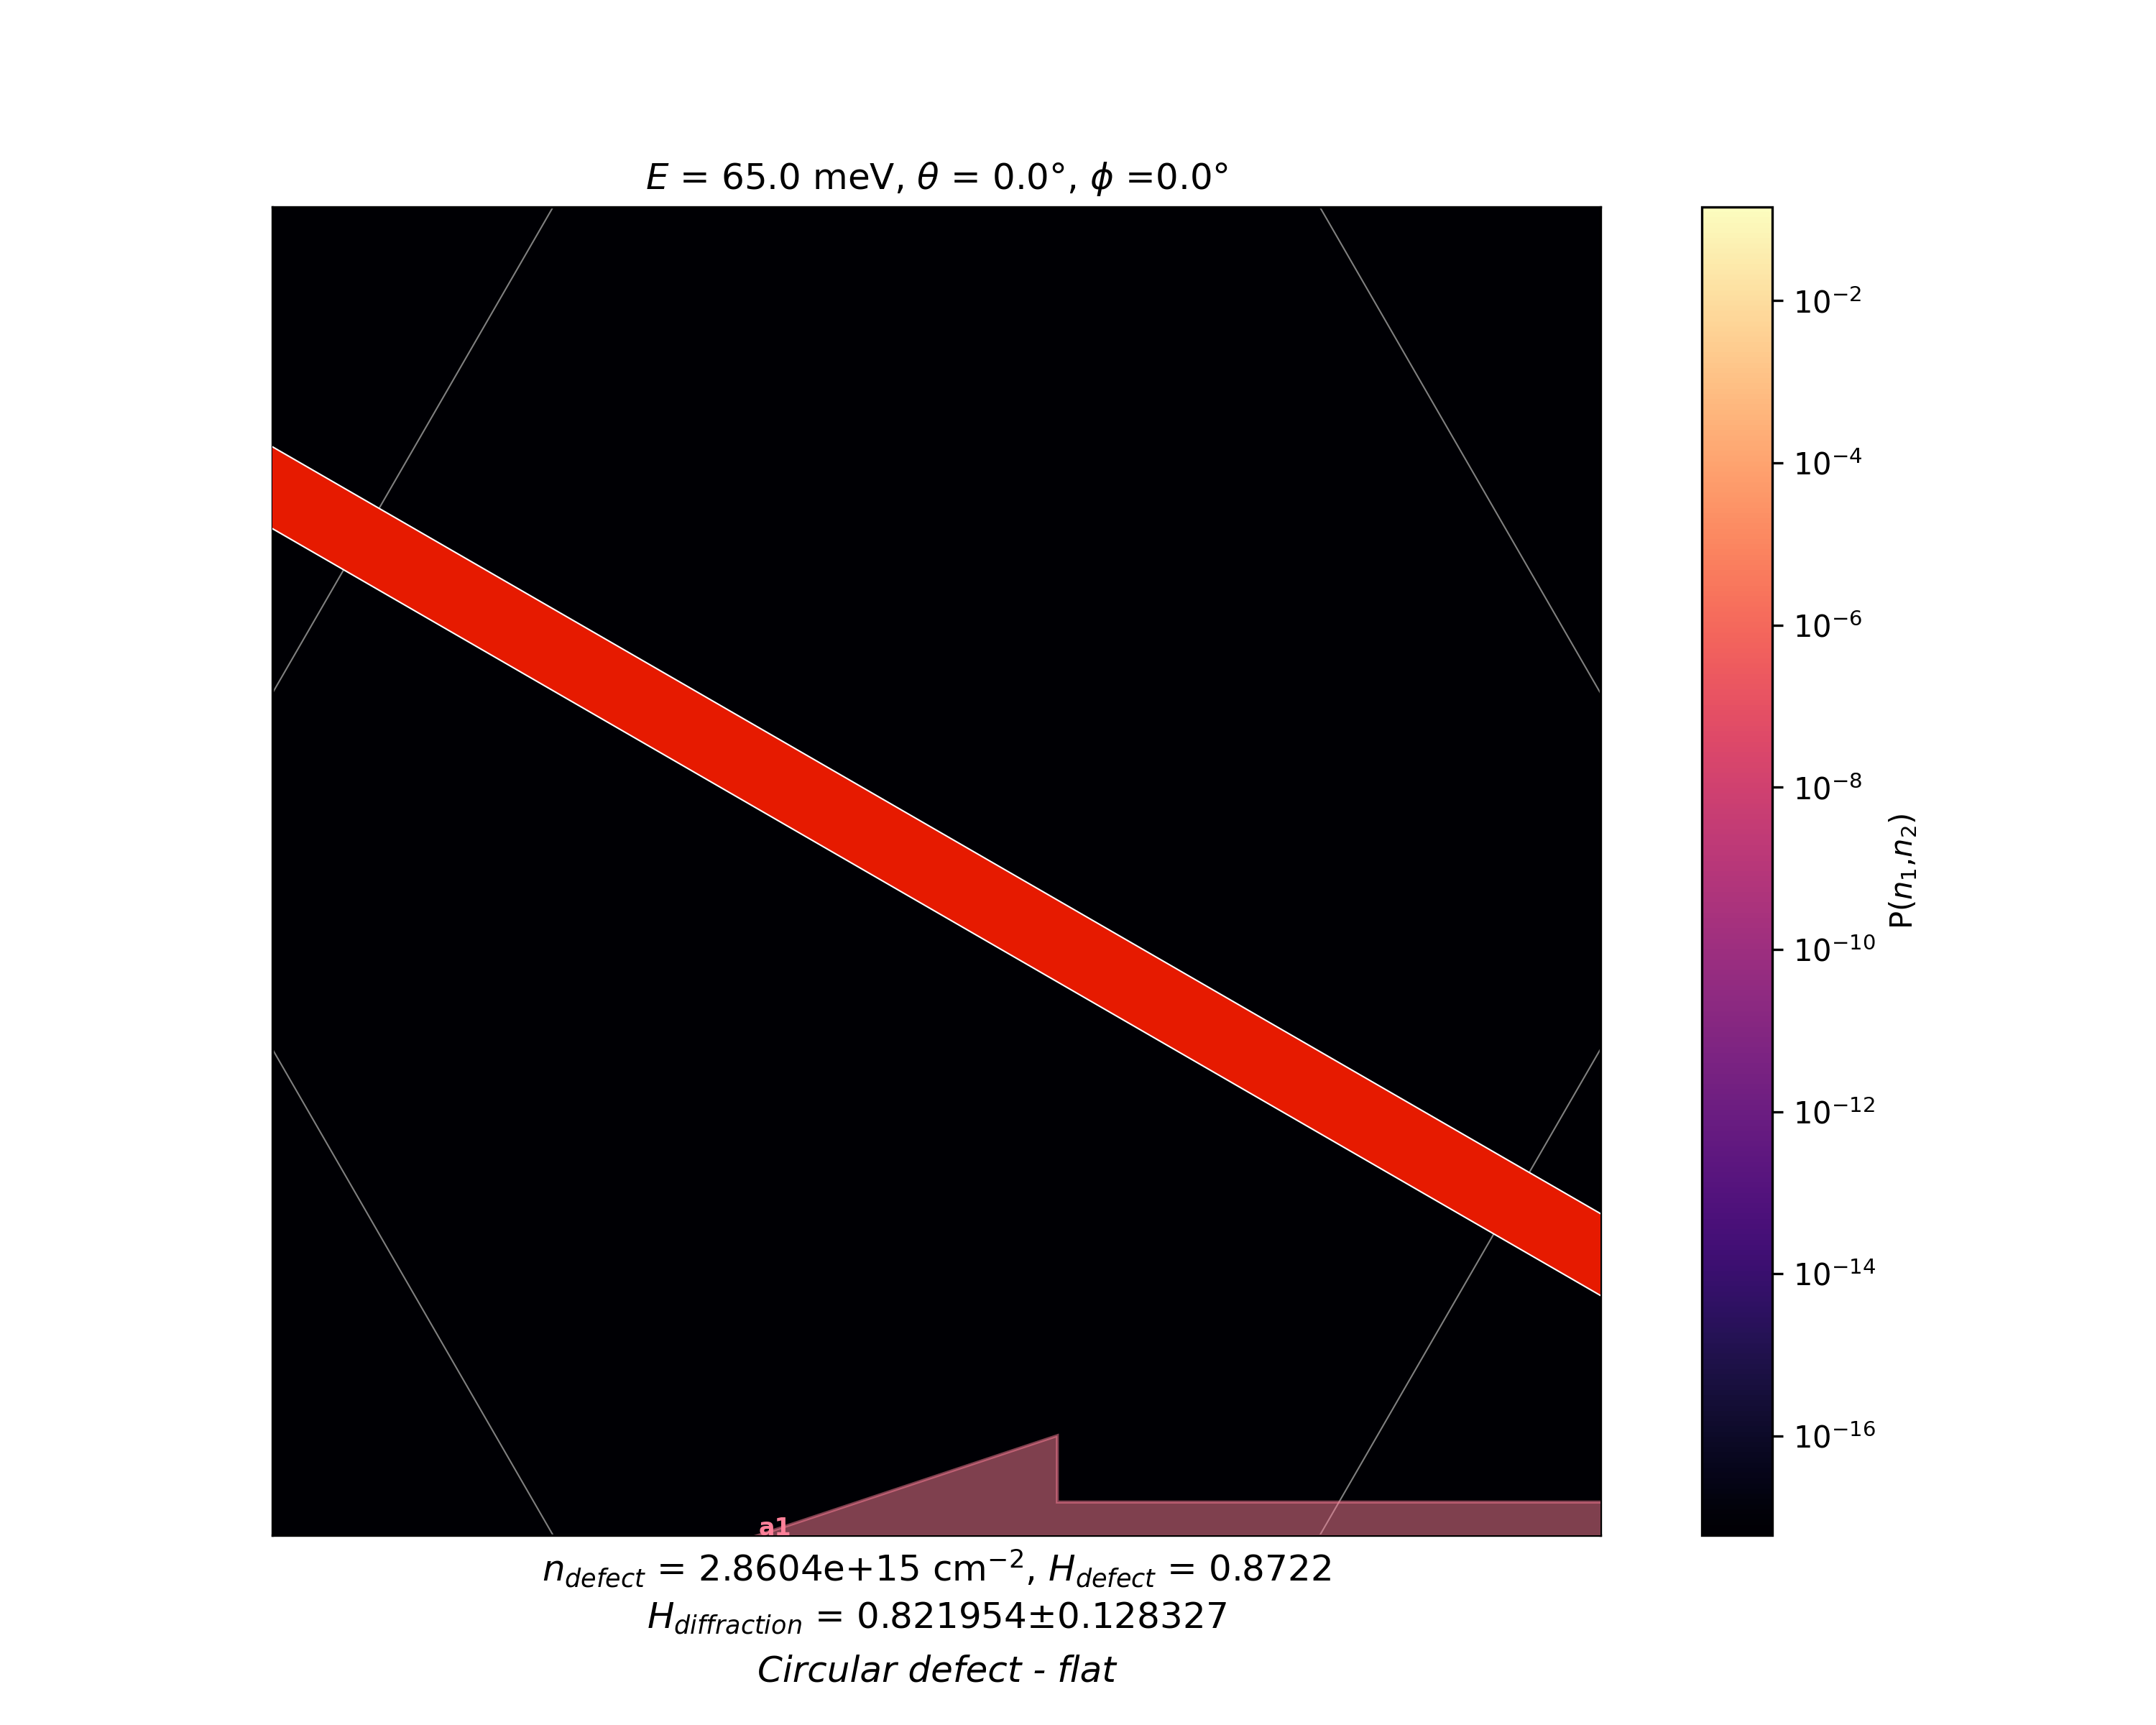 E = 65.0 meV, θ = 0.0°, ϕ =0.0°
10⁻²
10⁻⁴
10⁻⁶
10⁻⁸
10⁻¹⁰
10⁻¹²
10⁻¹⁴
10⁻¹⁶
P(n₁,n₂)
a1
n_defect = 2.8604e+15 cm⁻², H_defect = 0.8722
H_diffraction = 0.821954±0.128327
Circular defect - flat